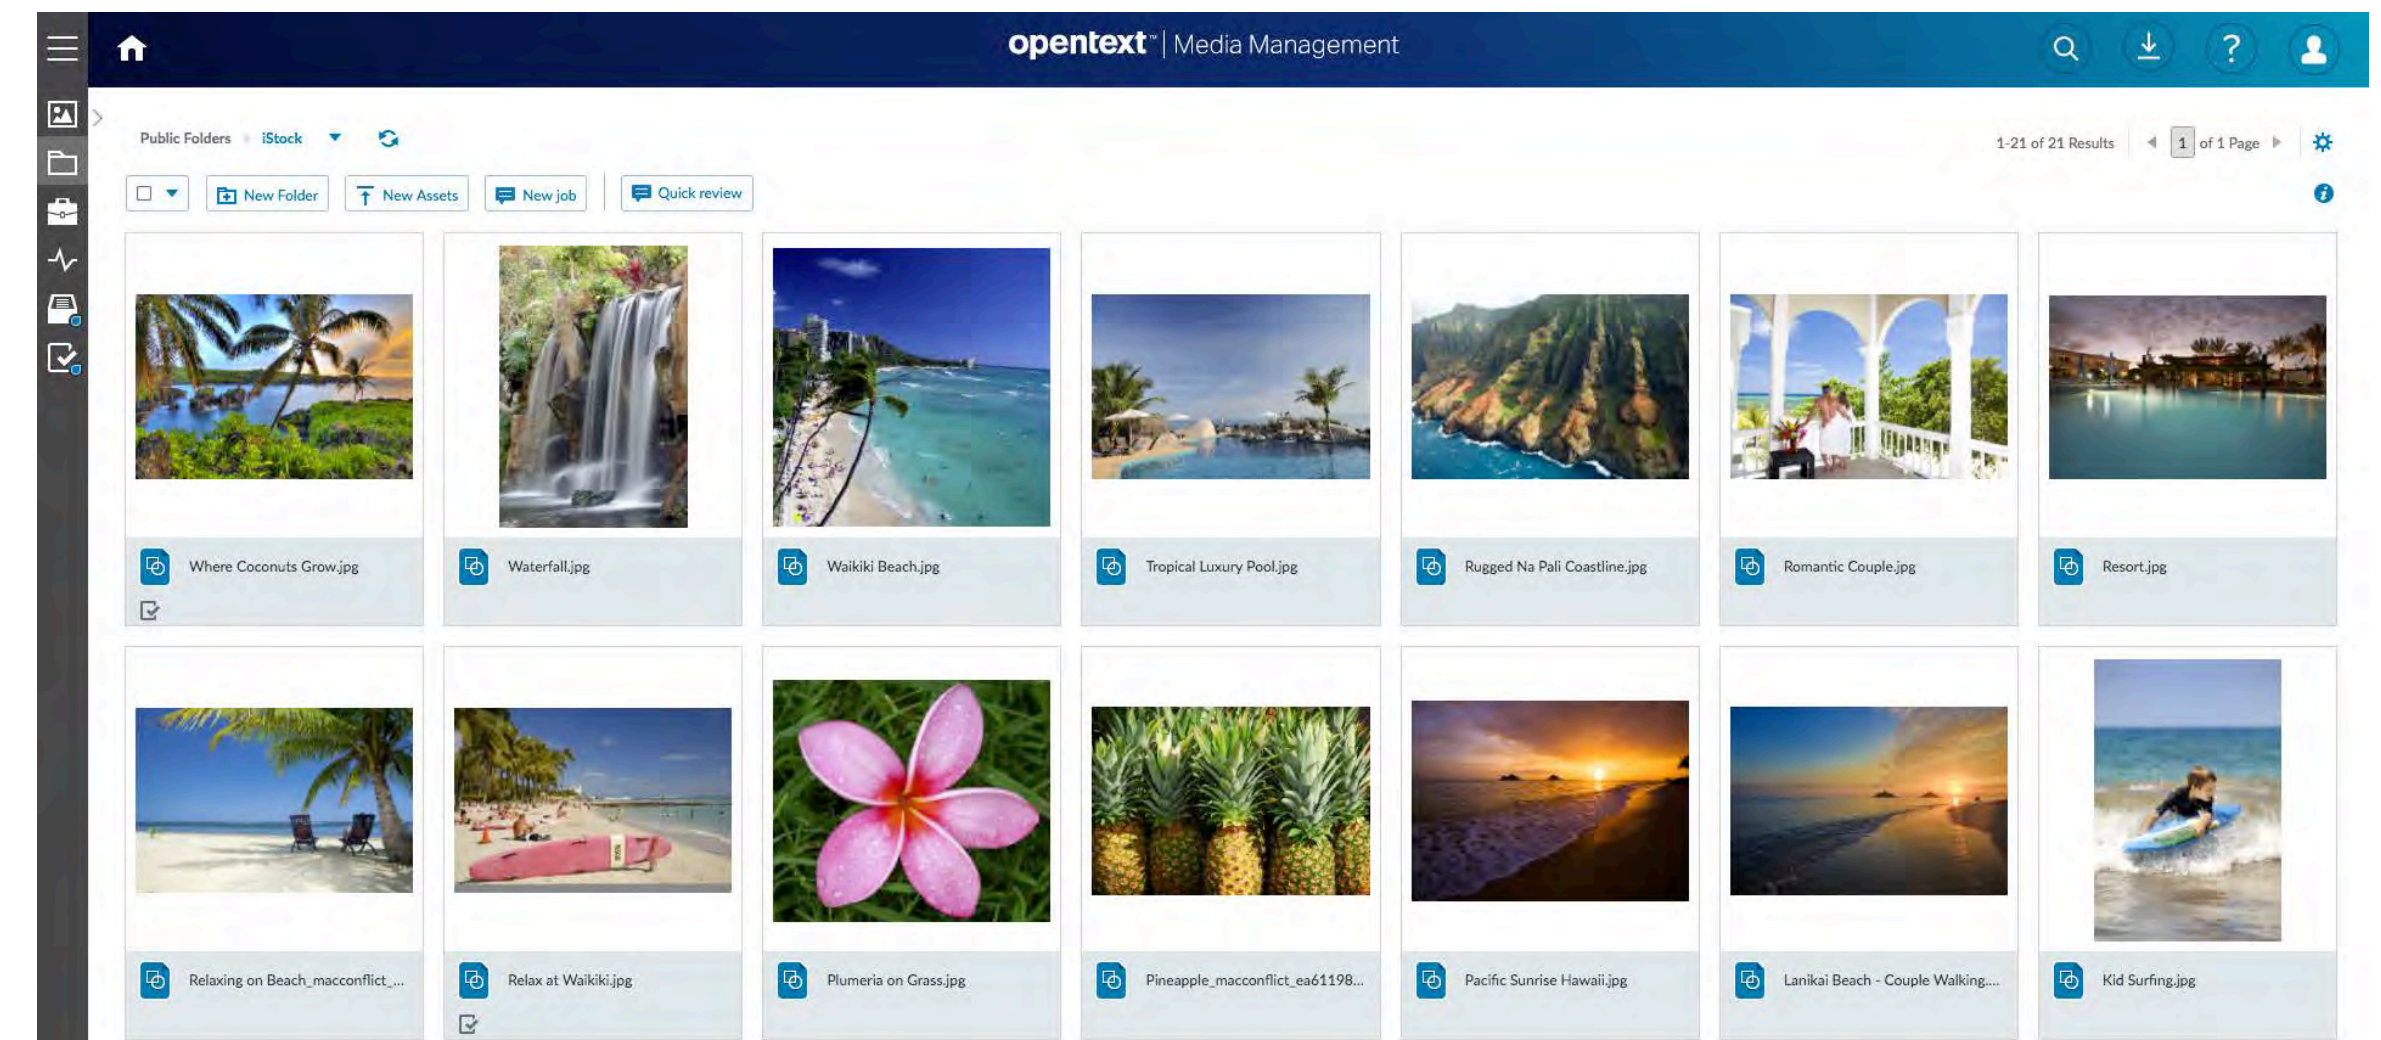 opentext™ | Media Management
Public Folders iStock
1-21 of 21 Results 1 of 1 Page
New Folder New Assets New job Quick review
Where Coconuts Grow.jpg Waterfall.jpg Waikiki Beach.jpg Tropical Luxury Pool.jpg Rugged Na Pali Coastline.jpg Romantic Couple.jpg Resort.jpg
Relaxing on Beach_macconflict_... Relax at Waikiki.jpg Plumeria on Grass.jpg Pineapple_macconflict_ea61198... Pacific Sunrise Hawaii.jpg Lanikai Beach - Couple Walking.... Kid Surfing.jpg